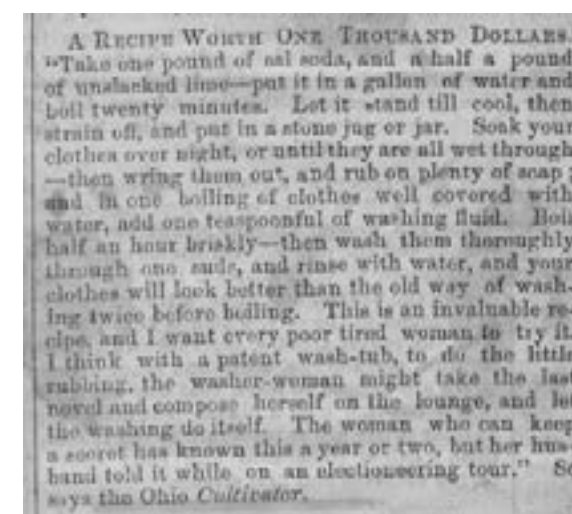 A RECIPE WORTH ONE THOUSAND DOLLARS.
"Take one pound of sal soda, and a half a pound
of unslacked lime—put it in a gallon of water and
boil twenty minutes. Let it stand till cool, then
strain off, and put in a stone jug or jar. Soak your
clothes over night, or until they are all wet through
—then wring them out, and rub on plenty of soap ;
and in one boiling of clothes well covered with
water, add one teaspoonful of washing fluid. Boil
half an hour briskly—then wash them thoroughly
through one suds, and rinse with water, and your
clothes will look better than the old way of wash-
ing twice before boiling. This is an invaluable re-
cipe, and I want every poor tired woman to try it.
I think with a patent wash-tub, to do the little
rubbing, the washer-woman might take the last
novel and compose herself on the lounge, and let
the washing do itself. The woman who can keep
a secret has known this a year or two, but her hus-
band told it while on an electioneering tour." So
says the Ohio Cultivator.